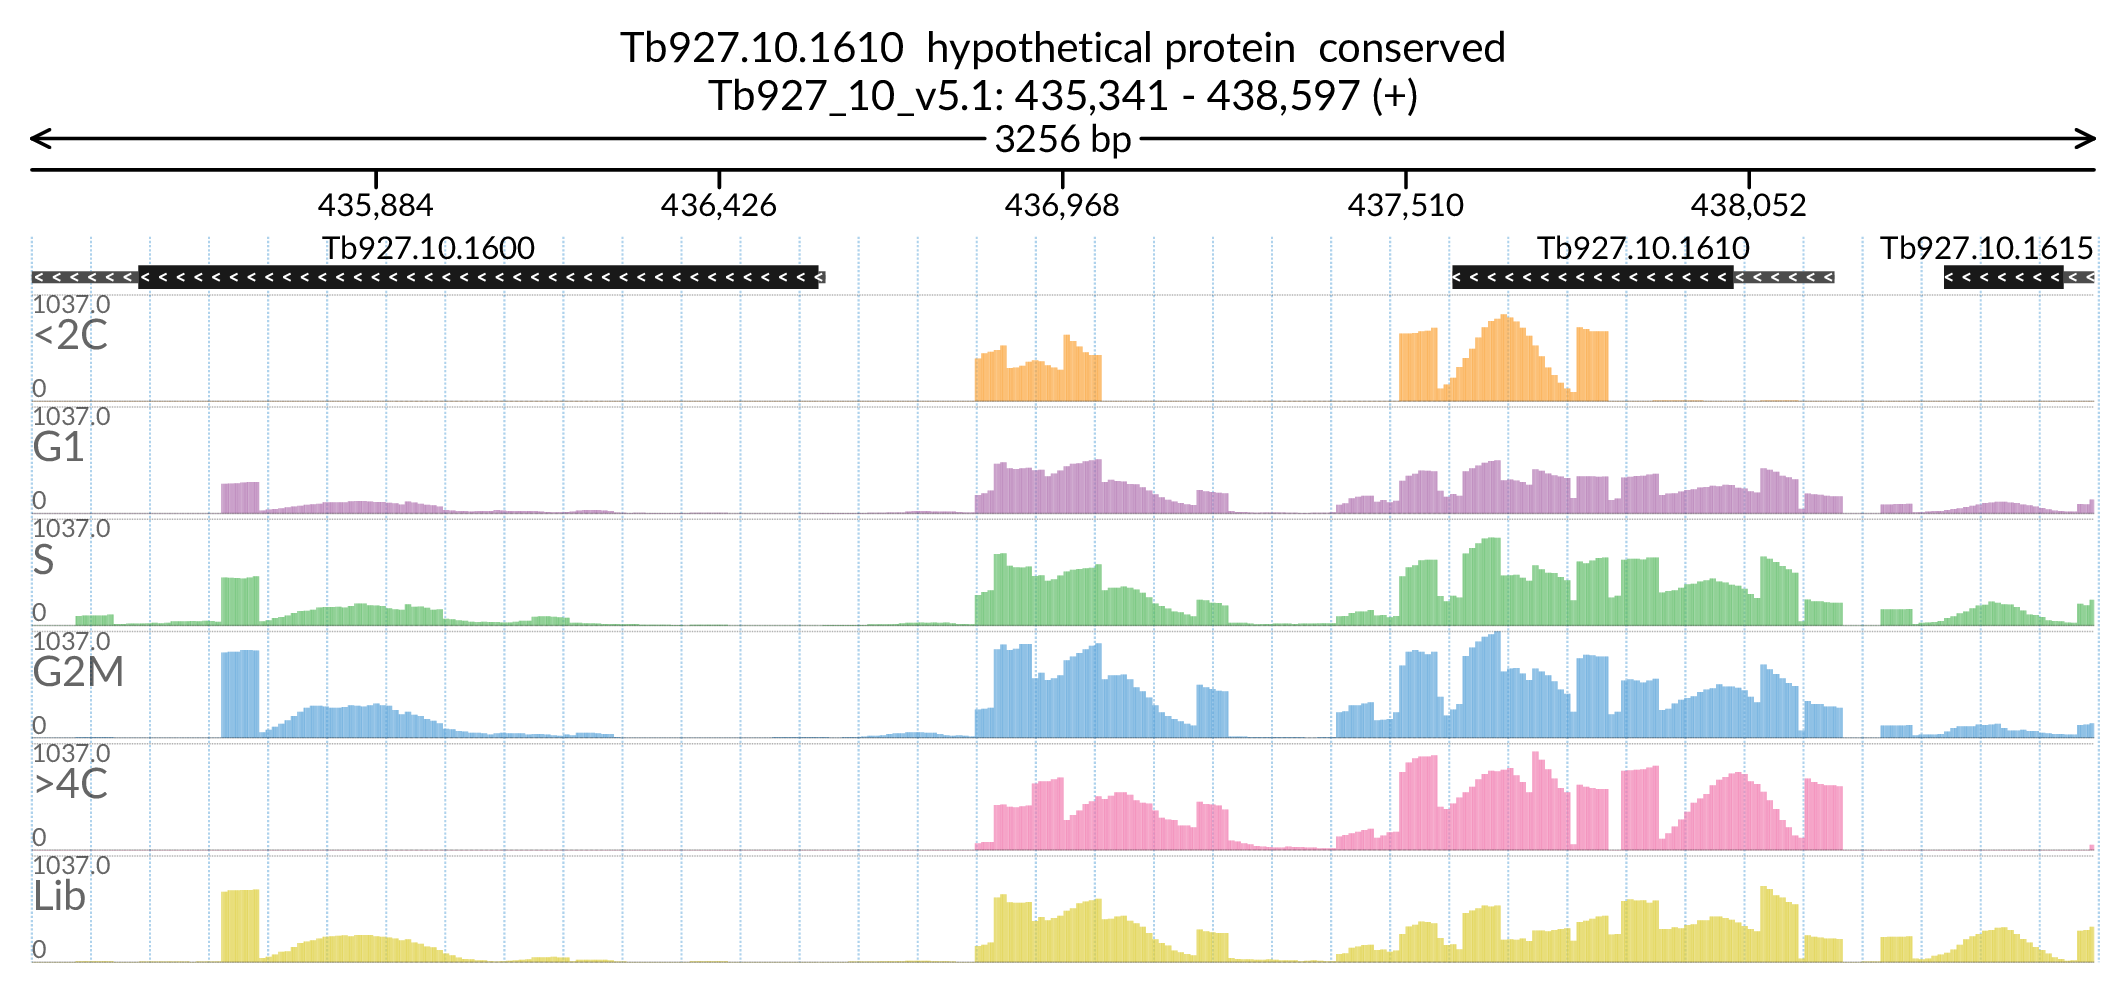 Tb927.10.1610  hypothetical protein  conserved
Tb927_10_v5.1: 435,341 - 438,597 (+)
3256 bp
435,884 436,426 436,968 437,510 438,052
Tb927.10.1600 Tb927.10.1610 Tb927.10.1615
1037.0
<2C
0
1037.0
G1
0
1037.0
S
0
1037.0
G2M
0
1037.0
>4C
0
1037.0
Lib
0